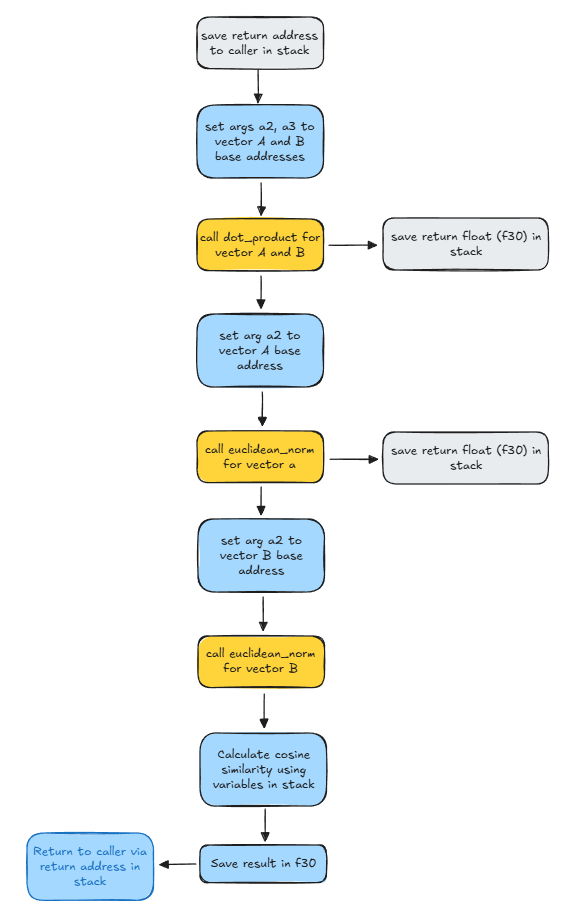 save return address
to caller in stack
set args a2, a3 to
vector A and B
base addresses
call dot_product for
vector A and B
save return float (f30) in
stack
set arg a2 to
vector A base
address
call euclidean_norm
for vector a
save return float (f30) in
stack
set arg a2 to
vector B base
address
call euclidean_norm
for vector B
Calculate cosine
similarity using
variables in stack
Save result in f30
Return to caller via
return address in
stack